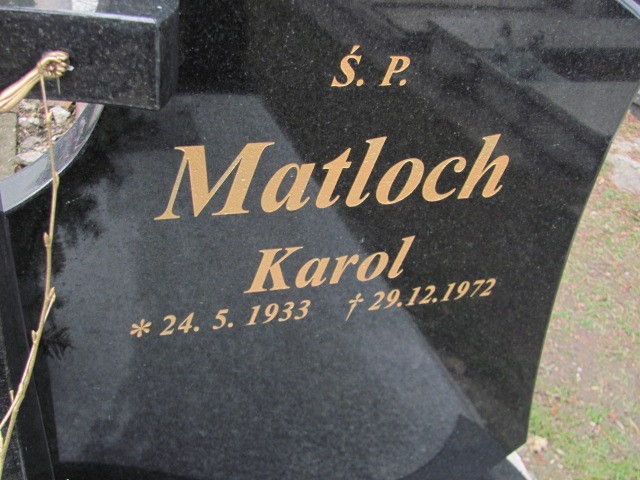 Ś. P.
Matloch
Karol
* 24. 5. 1933 † 29.12.1972